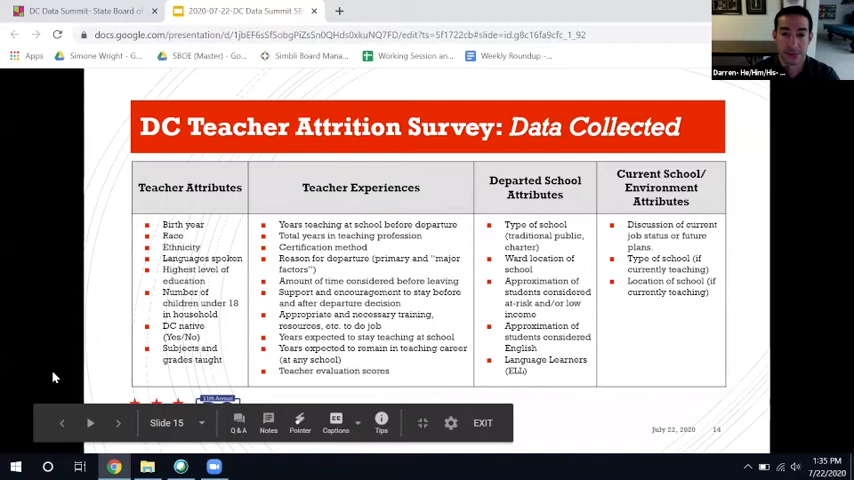 DC Data Summit- State Board of
2020-07-22-DC Data Summit SB
docs.google.com/presentation/d/1jbEF6sSfSobgPiZsSn0QHds0xkuNQ7FD/edit?ts=5f1722cb#slide=id.g8c16fa9cfc_1_92
Apps
Simone Wright - G...
SBOE (Master) - Go...
Simbli Board Mana...
Working Session an...
Weekly Roundup -...
Darren- He/Him/His- ...
DC Teacher Attrition Survey: Data Collected
Teacher Attributes
Birth year
Race
Ethnicity
Languages spoken
Highest level of
education
Number of
children under 18
in household
DC native
(Yes/No)
Subjects and
grades taught
Teacher Experiences
Years teaching at school before departure
Total years in teaching profession
Certification method
Reason for departure (primary and “major
factors”)
Amount of time considered before leaving
Support and encouragement to stay before
and after departure decision
Appropriate and necessary training,
resources, etc. to do job
Years expected to stay teaching at school
Years expected to remain in teaching career
(at any school)
Teacher evaluation scores
Departed School
Attributes
Type of school
(traditional public,
charter)
Ward location of
school
Approximation of
students considered
at-risk and/or low
income
Approximation of
students considered
English
Language Learners
(ELL)
Current School/
Environment
Attributes
Discussion of current
job status or future
plans.
Type of school (if
currently teaching)
Location of school (if
currently teaching)
11th Annual
Slide 15
Q & A
Notes
Pointer
Captions
Tips
EXIT
July 22, 2020
14
1:35 PM
7/22/2020